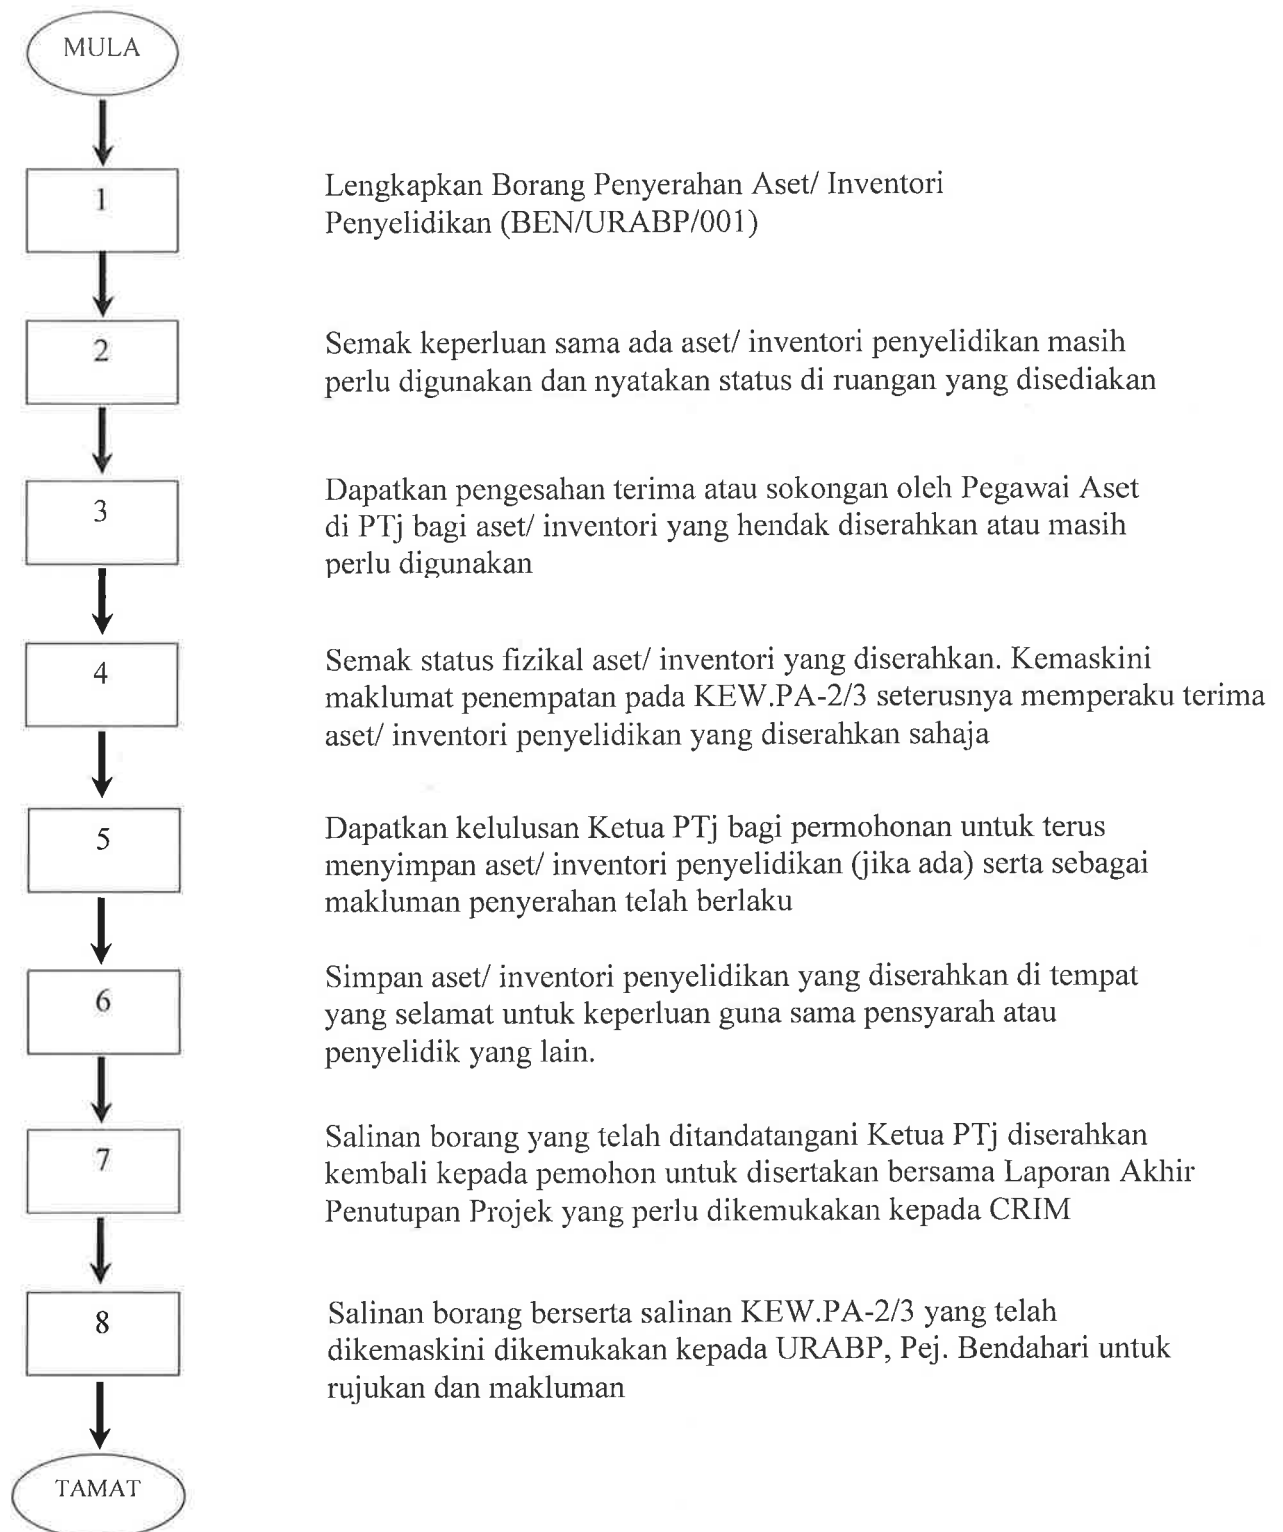 MULA
1
Lengkapkan Borang Penyerahan Aset/ Inventori
Penyelidikan (BEN/URABP/001)
2
Semak keperluan sama ada aset/ inventori penyelidikan masih
perlu digunakan dan nyatakan status di ruangan yang disediakan
3
Dapatkan pengesahan terima atau sokongan oleh Pegawai Aset
di PTj bagi aset/ inventori yang hendak diserahkan atau masih
perlu digunakan
4
Semak status fizikal aset/ inventori yang diserahkan. Kemaskini
maklumat penempatan pada KEW.PA-2/3 seterusnya memperaku terima
aset/ inventori penyelidikan yang diserahkan sahaja
5
Dapatkan kelulusan Ketua PTj bagi permohonan untuk terus
menyimpan aset/ inventori penyelidikan (jika ada) serta sebagai
makluman penyerahan telah berlaku
6
Simpan aset/ inventori penyelidikan yang diserahkan di tempat
yang selamat untuk keperluan guna sama pensyarah atau
penyelidik yang lain.
7
Salinan borang yang telah ditandatangani Ketua PTj diserahkan
kembali kepada pemohon untuk disertakan bersama Laporan Akhir
Penutupan Projek yang perlu dikemukakan kepada CRIM
8
Salinan borang berserta salinan KEW.PA-2/3 yang telah
dikemaskini dikemukakan kepada URABP, Pej. Bendahari untuk
rujukan dan makluman
TAMAT